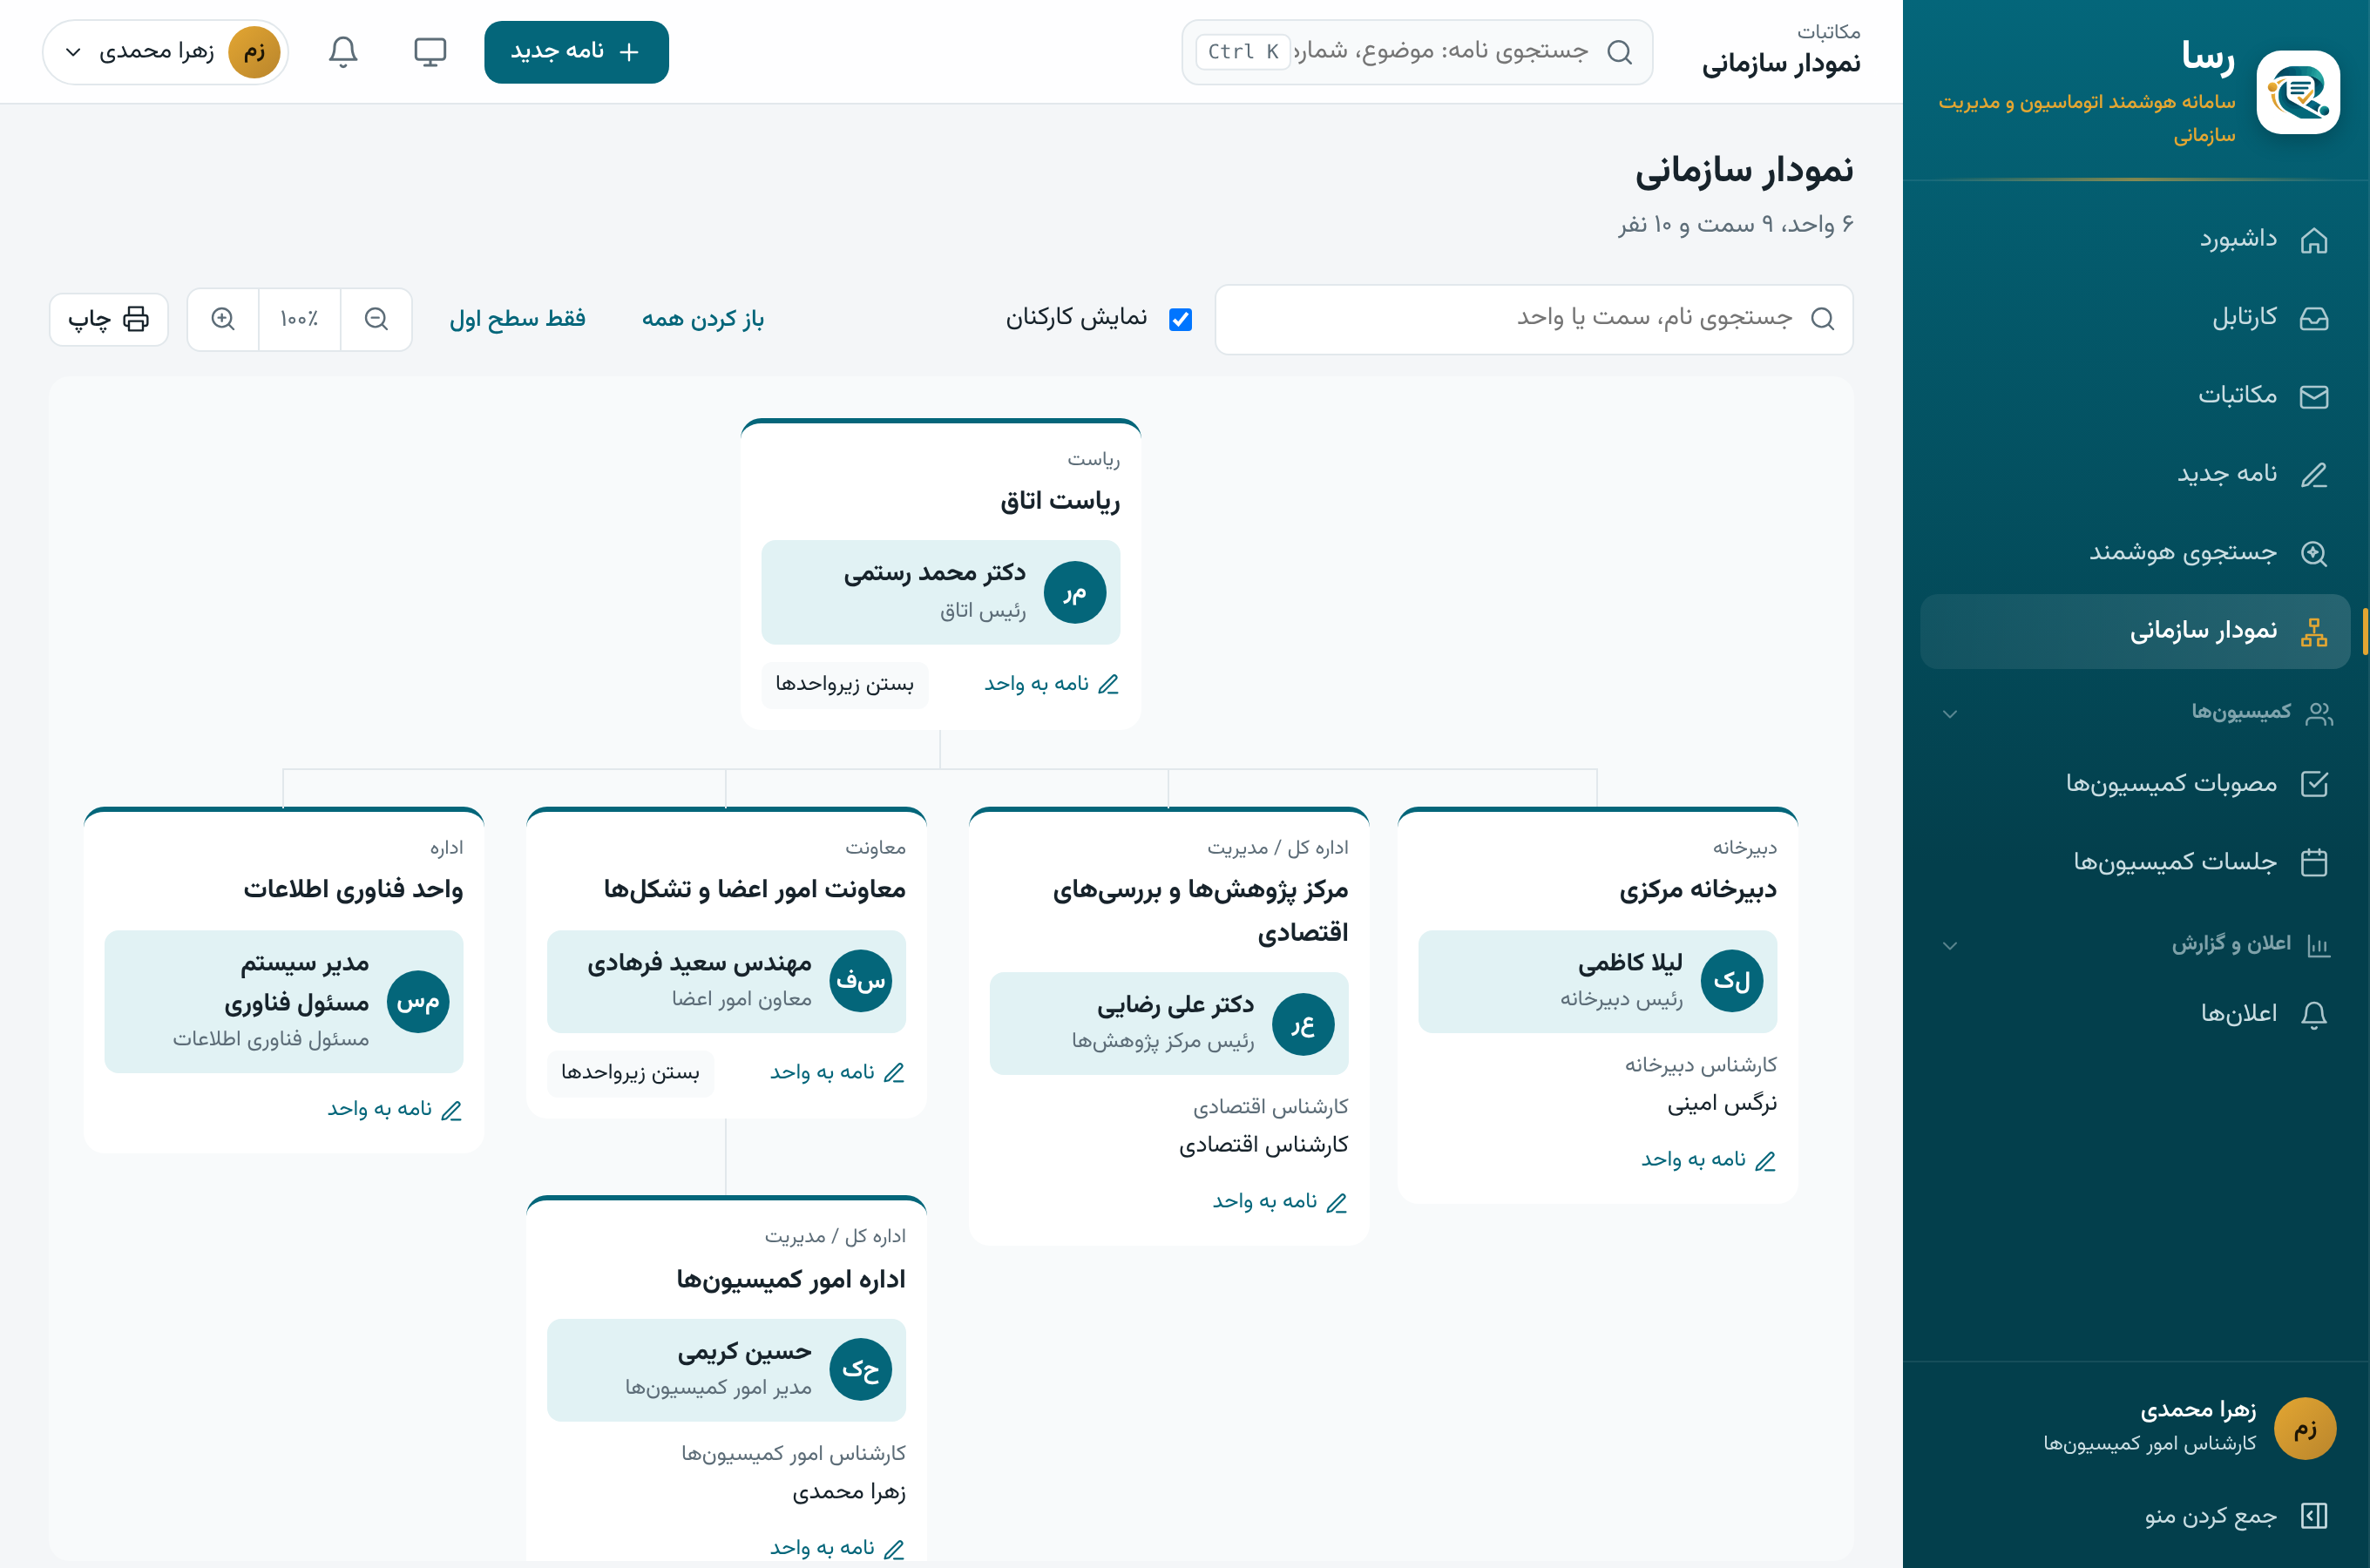 رسا
سامانه هوشمند اتوماسیون و مدیریت
سازمانی
داشبورد
کارتابل
مکاتبات
نامه جدید
جستجوی هوشمند
نمودار سازمانی
کمیسیون‌ها
مصوبات کمیسیون‌ها
جلسات کمیسیون‌ها
اعلان و گزارش
اعلان‌ها
زم
زهرا محمدی
کارشناس امور کمیسیون‌ها
جمع کردن منو
مکاتبات
نمودار سازمانی
جستجوی نامه: موضوع، شماره
Ctrl K
نامه جدید
زم
زهرا محمدی
نمودار سازمانی
۶ واحد، ۹ سمت و ۱۰ نفر
جستجوی نام، سمت یا واحد
نمایش کارکنان
باز کردن همه
فقط سطح اول
۱۰۰٪
چاپ
ریاست
ریاست اتاق
م‌ر
دکتر محمد رستمی
رئیس اتاق
نامه به واحد
بستن زیرواحدها
دبیرخانه
دبیرخانه مرکزی
ل‌ک
لیلا کاظمی
رئیس دبیرخانه
کارشناس دبیرخانه
نرگس امینی
نامه به واحد
اداره کل / مدیریت
مرکز پژوهش‌ها و بررسی‌های
اقتصادی
ع‌ر
دکتر علی رضایی
رئیس مرکز پژوهش‌ها
کارشناس اقتصادی
کارشناس اقتصادی
نامه به واحد
معاونت
معاونت امور اعضا و تشکل‌ها
س‌ف
مهندس سعید فرهادی
معاون امور اعضا
نامه به واحد
بستن زیرواحدها
اداره
واحد فناوری اطلاعات
م‌س
مدیر سیستم
مسئول فناوری
مسئول فناوری اطلاعات
نامه به واحد
اداره کل / مدیریت
اداره امور کمیسیون‌ها
ح‌ک
حسین کریمی
مدیر امور کمیسیون‌ها
کارشناس امور کمیسیون‌ها
زهرا محمدی
نامه به واحد